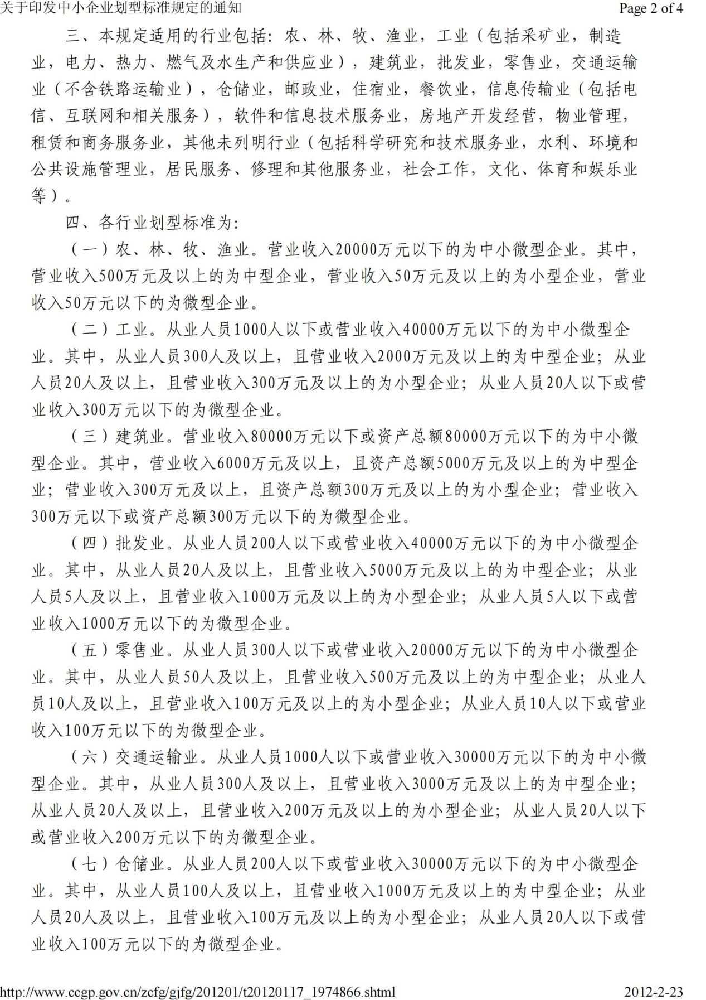 关于印发中小企业划型标准规定的通知
Page 2 of 4
三、本规定适用的行业包括：农、林、牧、渔业，工业（包括采矿业，制造
业，电力、热力、燃气及水生产和供应业），建筑业，批发业，零售业，交通运输
业（不含铁路运输业），仓储业，邮政业，住宿业，餐饮业，信息传输业（包括电
信、互联网和相关服务），软件和信息技术服务业，房地产开发经营，物业管理，
租赁和商务服务业，其他未列明行业（包括科学研究和技术服务业，水利、环境和
公共设施管理业，居民服务、修理和其他服务业，社会工作，文化、体育和娱乐业
等）。
四、各行业划型标准为：
（一）农、林、牧、渔业。营业收入20000万元以下的为中小微型企业。其中，
营业收入500万元及以上的为中型企业，营业收入50万元及以上的为小型企业，营业
收入50万元以下的为微型企业。
（二）工业。从业人员1000人以下或营业收入40000万元以下的为中小微型企
业。其中，从业人员300人及以上，且营业收入2000万元及以上的为中型企业；从业
人员20人及以上，且营业收入300万元及以上的为小型企业；从业人员20人以下或营
业收入300万元以下的为微型企业。
（三）建筑业。营业收入80000万元以下或资产总额80000万元以下的为中小微
型企业。其中，营业收入6000万元及以上，且资产总额5000万元及以上的为中型企
业；营业收入300万元及以上，且资产总额300万元及以上的为小型企业；营业收入
300万元以下或资产总额300万元以下的为微型企业。
（四）批发业。从业人员200人以下或营业收入40000万元以下的为中小微型企
业。其中，从业人员20人及以上，且营业收入5000万元及以上的为中型企业；从业
人员5人及以上，且营业收入1000万元及以上的为小型企业；从业人员5人以下或营
业收入1000万元以下的为微型企业。
（五）零售业。从业人员300人以下或营业收入20000万元以下的为中小微型企
业。其中，从业人员50人及以上，且营业收入500万元及以上的为中型企业；从业人
员10人及以上，且营业收入100万元及以上的为小型企业；从业人员10人以下或营业
收入100万元以下的为微型企业。
（六）交通运输业。从业人员1000人以下或营业收入30000万元以下的为中小微
型企业。其中，从业人员300人及以上，且营业收入3000万元及以上的为中型企业；
从业人员20人及以上，且营业收入200万元及以上的为小型企业；从业人员20人以下
或营业收入200万元以下的为微型企业。
（七）仓储业。从业人员200人以下或营业收入30000万元以下的为中小微型企
业。其中，从业人员100人及以上，且营业收入1000万元及以上的为中型企业；从业
人员20人及以上，且营业收入100万元及以上的为小型企业；从业人员20人以下或营
业收入100万元以下的为微型企业。
http://www.ccgp.gov.cn/zcfg/gjfg/201201/t20120117_1974866.shtml
2012-2-23